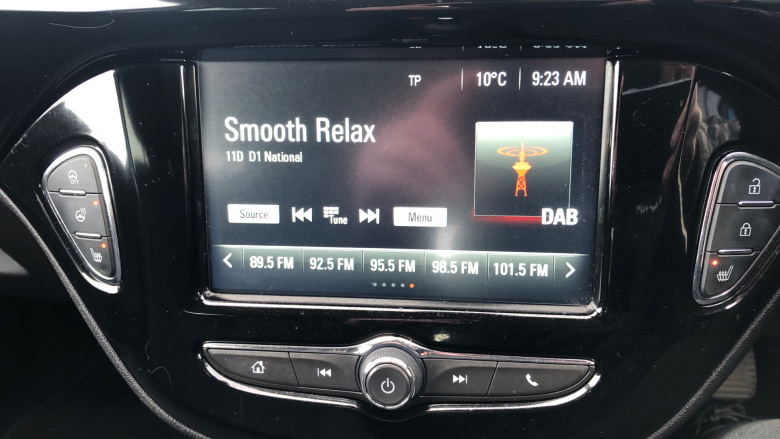 TP 10°C 9:23 AM
Smooth Relax
11D D1 National
DAB
Source Tune Menu
89.5 FM 92.5 FM 95.5 FM 98.5 FM 101.5 FM